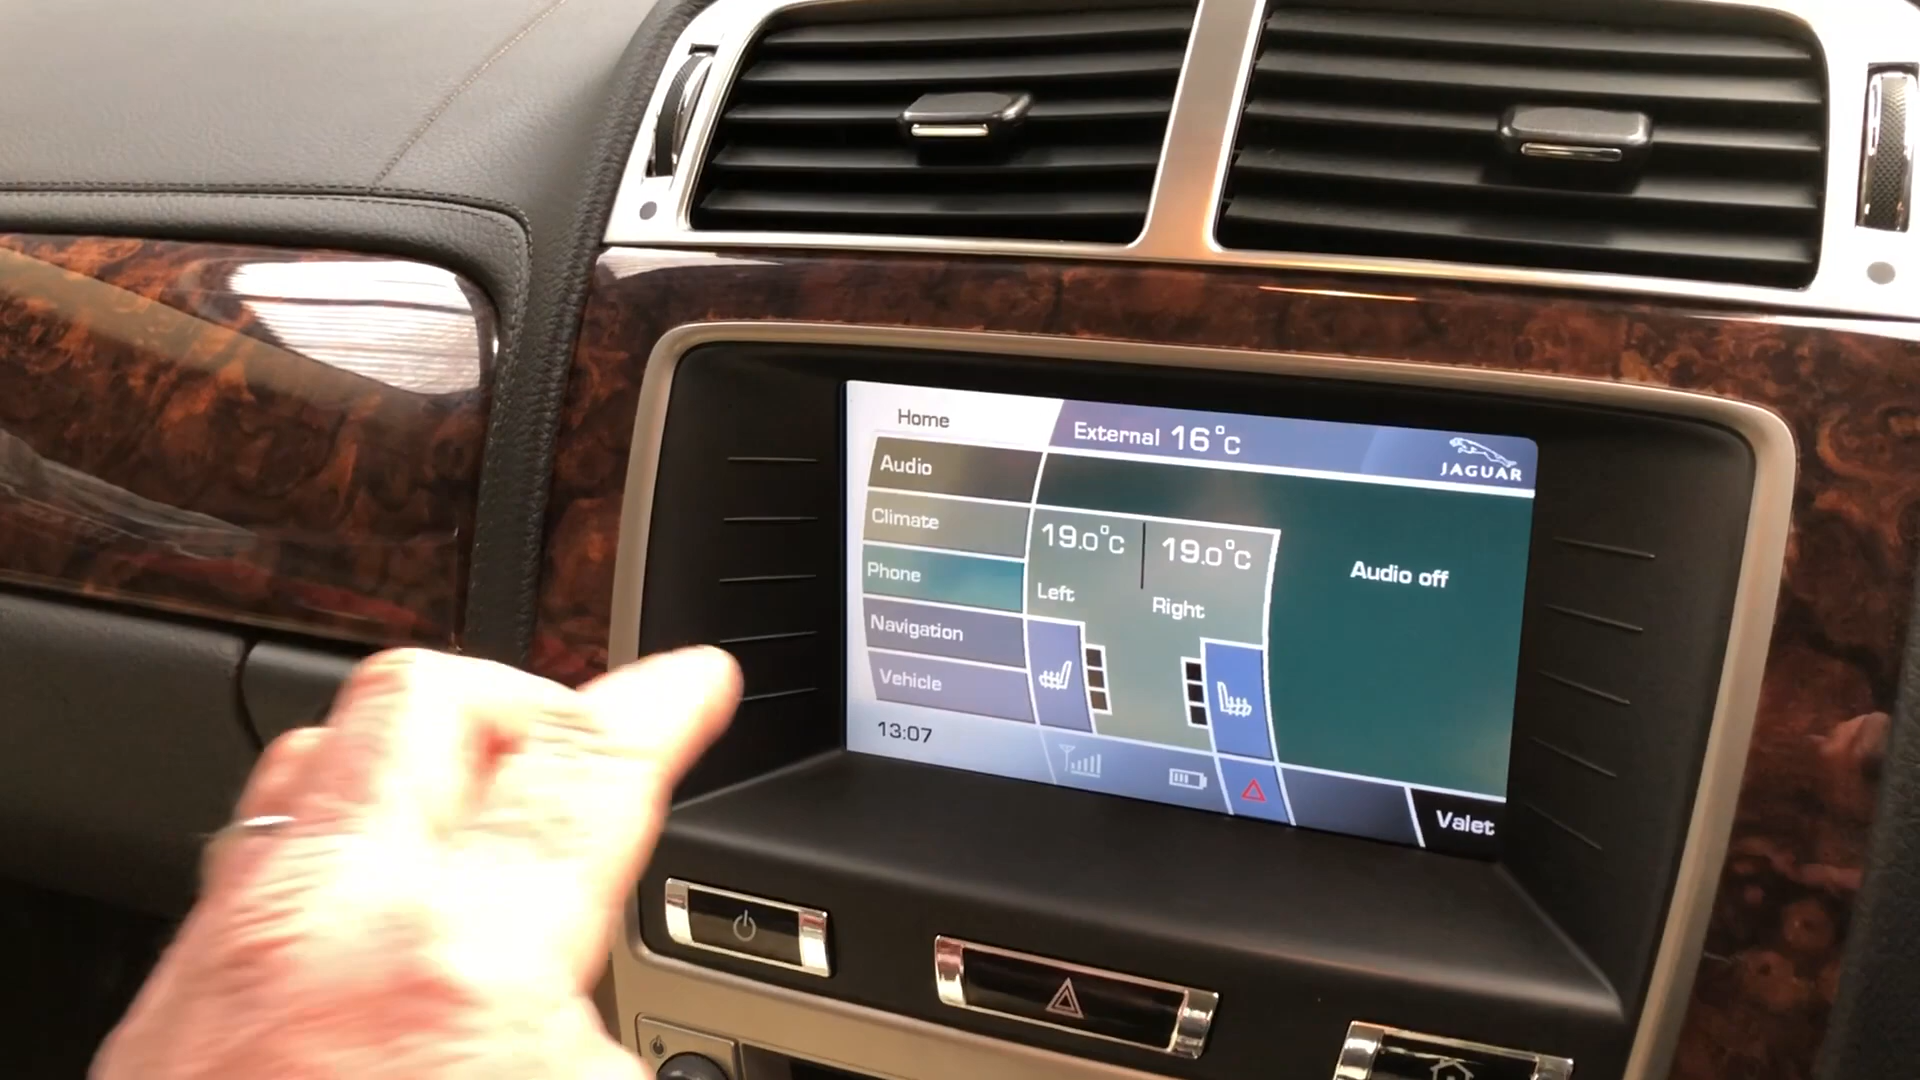 Home
External 16°C
JAGUAR
Audio
Climate
Phone
Navigation
Vehicle
19.0°C
19.0°C
Left
Right
Audio off
13:07
Valet